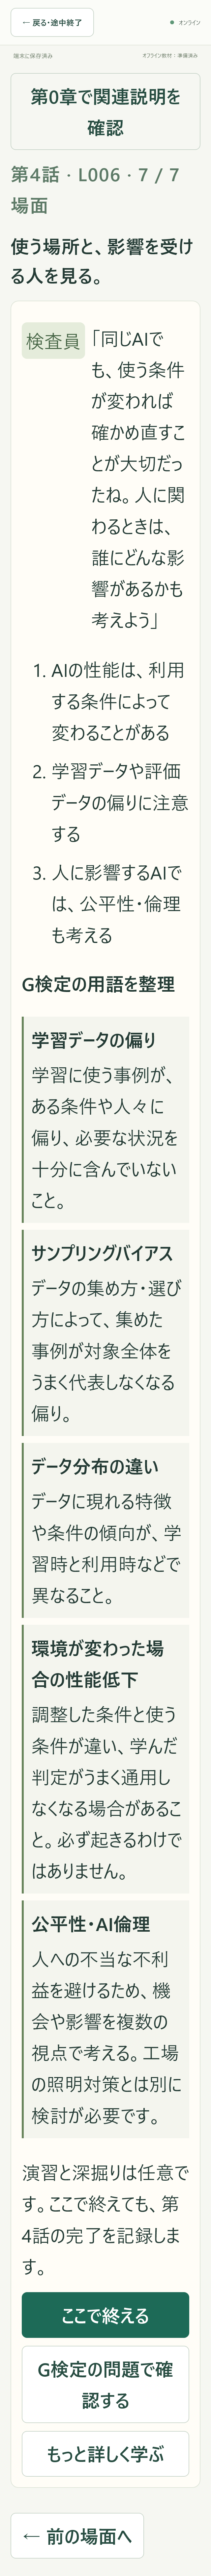 ← 戻る・途中終了
オンライン
端末に保存済み
オフライン教材：準備済み
第0章で関連説明を
確認
第4話 · L006 · 7 / 7
場面
使う場所と、影響を受け
る人を見る。
検査員
「同じAIで
も、使う条件
が変われば
確かめ直すこ
とが大切だっ
たね。人に関
わるときは、
誰にどんな影
響があるかも
考えよう」
1. AIの性能は、利用
する条件によって
変わることがある
2. 学習データや評価
データの偏りに注意
する
3. 人に影響するAIで
は、公平性・倫理
も考える
G検定の用語を整理
学習データの偏り
学習に使う事例が、
ある条件や人々に
偏り、必要な状況を
十分に含んでいない
こと。
サンプリングバイアス
データの集め方・選び
方によって、集めた
事例が対象全体を
うまく代表しなくなる
偏り。
データ分布の違い
データに現れる特徴
や条件の傾向が、学
習時と利用時などで
異なること。
環境が変わった場
合の性能低下
調整した条件と使う
条件が違い、学んだ
判定がうまく通用し
なくなる場合があるこ
と。必ず起きるわけで
はありません。
公平性・AI倫理
人への不当な不利
益を避けるため、機
会や影響を複数の
視点で考える。工場
の照明対策とは別に
検討が必要です。
演習と深掘りは任意で
す。ここで終えても、第
4話の完了を記録しま
す。
ここで終える
G検定の問題で確
認する
もっと詳しく学ぶ
← 前の場面へ